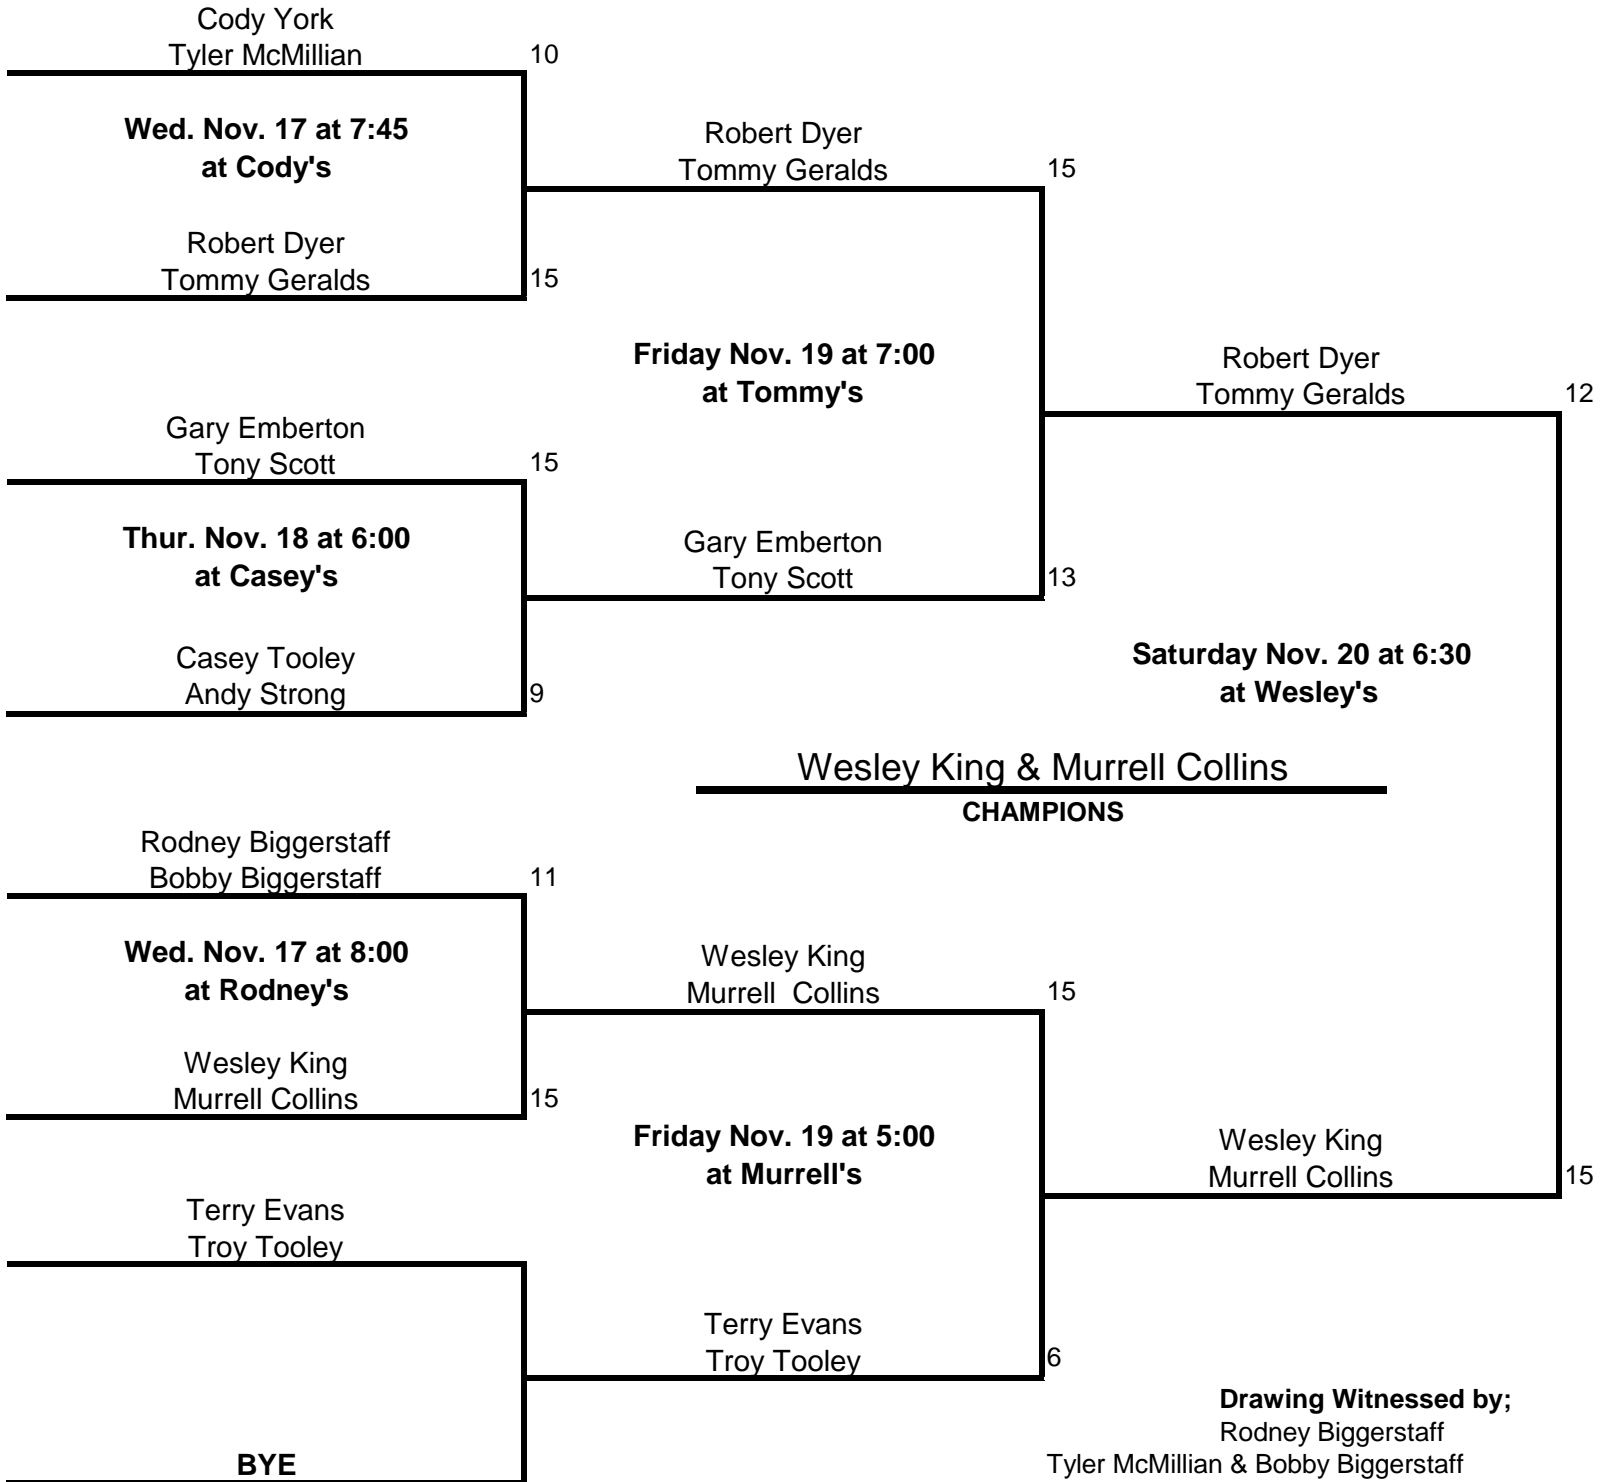 Cody York
Tyler McMillian
10
Wed. Nov. 17 at 7:45
at Cody's
Robert Dyer
Tommy Geralds
15
Robert Dyer
Tommy Geralds
15
Friday Nov. 19 at 7:00
at Tommy's
Robert Dyer
Tommy Geralds
12
Gary Emberton
Tony Scott
15
Thur. Nov. 18 at 6:00
at Casey's
Gary Emberton
Tony Scott
13
Casey Tooley
Andy Strong
9
Saturday Nov. 20 at 6:30
at Wesley's
Wesley King & Murrell Collins
CHAMPIONS
Rodney Biggerstaff
Bobby Biggerstaff
11
Wed. Nov. 17 at 8:00
at Rodney's
Wesley King
Murrell  Collins
15
Wesley King
Murrell Collins
15
Friday Nov. 19 at 5:00
at Murrell's
Wesley King
Murrell Collins
15
Terry Evans
Troy Tooley
Terry Evans
Troy Tooley
6
BYE
Drawing Witnessed by;
Rodney Biggerstaff
Tyler McMillian & Bobby Biggerstaff